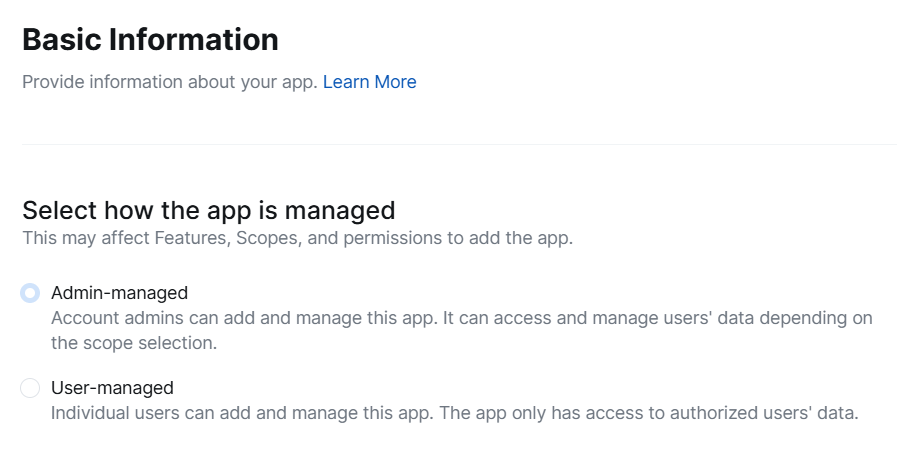 Basic Information
Provide information about your app. Learn More
Select how the app is managed
This may affect Features, Scopes, and permissions to add the app.
Admin-managed
Account admins can add and manage this app. It can access and manage users' data depending on
the scope selection.
User-managed
Individual users can add and manage this app. The app only has access to authorized users' data.